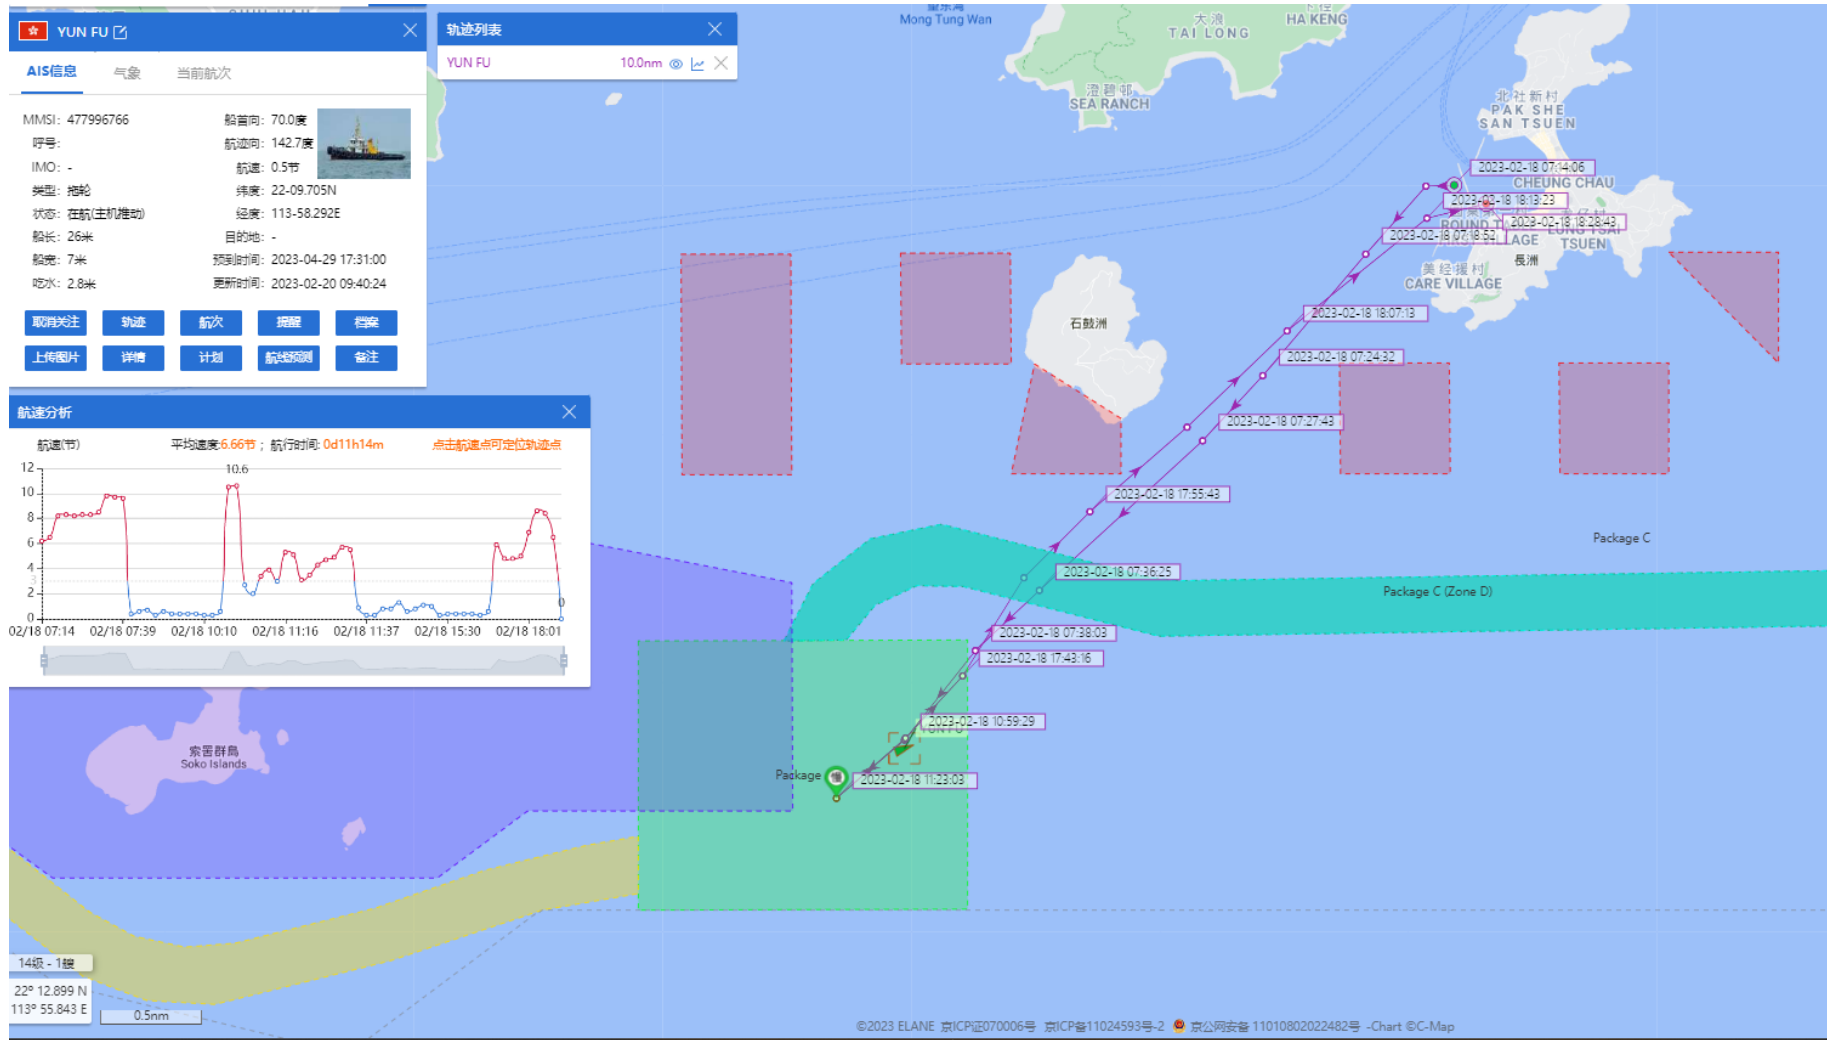 YUN FU
AIS信息 气象 当前航次
MMSI: 477996766 船首向: 70.0度
呼号: 航迹向: 142.7度
IMO: - 航速: 0.5节
类型: 拖轮 纬度: 22-09.705N
状态: 在航(主机推动) 经度: 113-58.292E
船长: 26米 目的地: -
船宽: 7米 预到时间: 2023-04-29 17:31:00
吃水: 2.8米 更新时间: 2023-02-20 09:40:24
取消关注 轨迹 航次 提醒 档案
上传图片 详情 计划 航线预测 备注
轨迹列表
YUN FU 10.0nm
航速分析
航速(节) 平均速度:6.66节 ; 航行时间: 0d11h14m 点击航速点可定位轨迹点
10.6
12
10
8
6
4
3
2
0
0
02/18 07:14 02/18 07:39 02/18 10:10 02/18 11:16 02/18 11:37 02/18 15:30 02/18 18:01
Mong Tung Wan
大浪
TAI LONG
HA KENG
澄碧邨
SEA RANCH
北社新村
PAK SHE
SAN TSUEN
2023-02-18 07:14:06
CHEUNG CHAU
2023-02-18 18:13:23
2023-02-18 18:28:43
2023-02-18 07:18:52
TSUEN
長洲
美经援村
CARE VILLAGE
石鼓洲
2023-02-18 18:07:13
2023-02-18 07:24:32
2023-02-18 07:27:43
2023-02-18 17:55:43
Package C
2023-02-18 07:36:25
Package C (Zone D)
2023-02-18 07:38:03
2023-02-18 17:43:16
2023-02-18 10:59:29
YUN FU
Package
2023-02-18 11:23:03
索罟群島
Soko Islands
14级 - 1艘
22º 12.899 N
113º 55.843 E
0.5nm
©2023 ELANE 京ICP证070006号 京ICP备11024593号-2 京公网安备 11010802022482号 -Chart ©C-Map